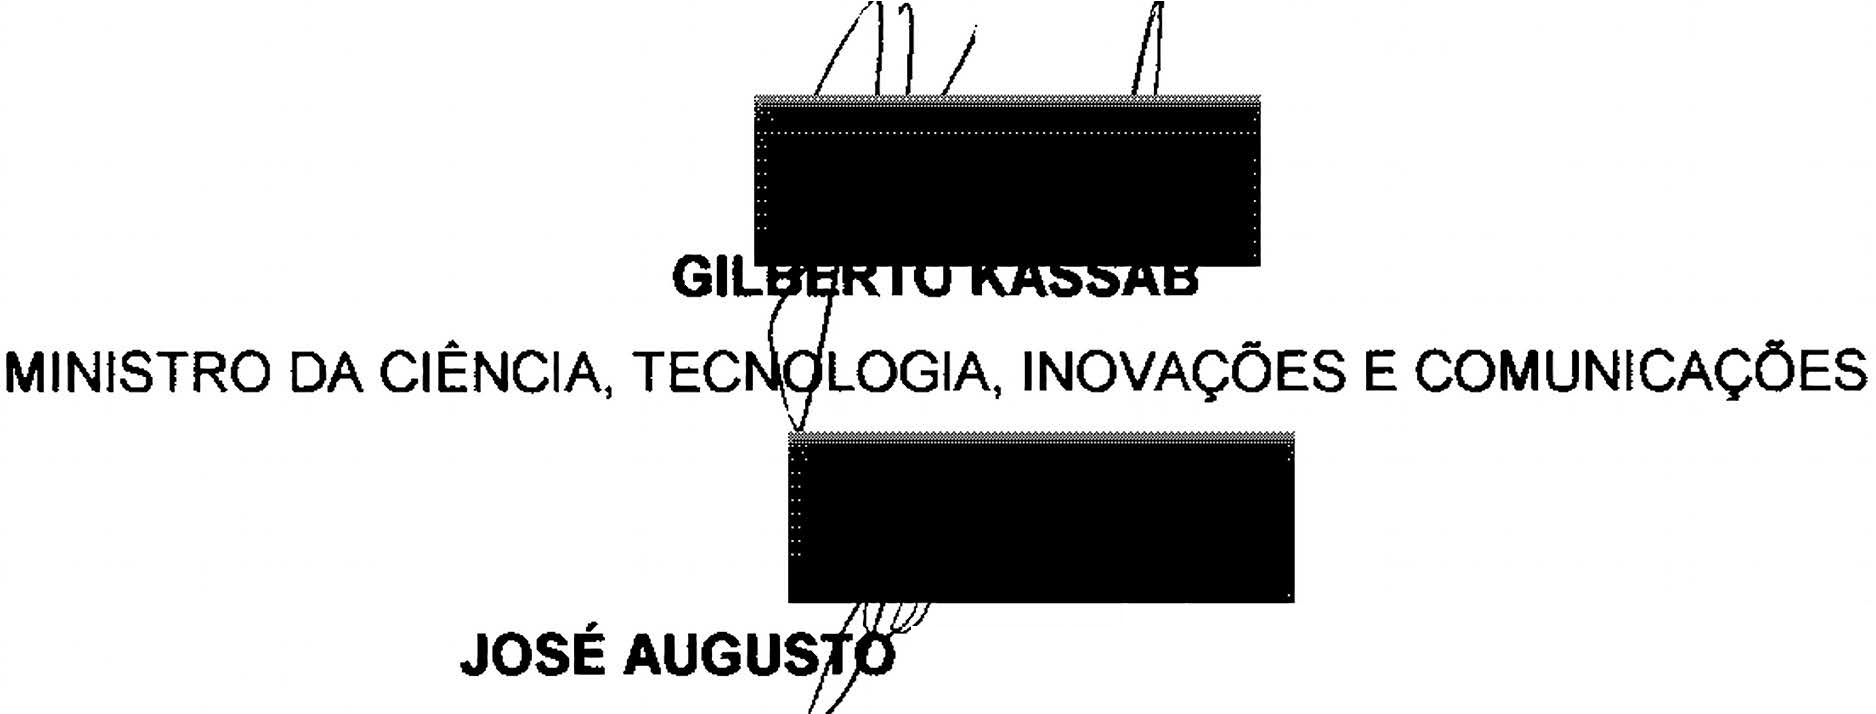 GILBERTO KASSAB
MINISTRO DA CIÊNCIA, TECNOLOGIA, INOVAÇÕES E COMUNICAÇÕES
JOSÉ AUGUSTO